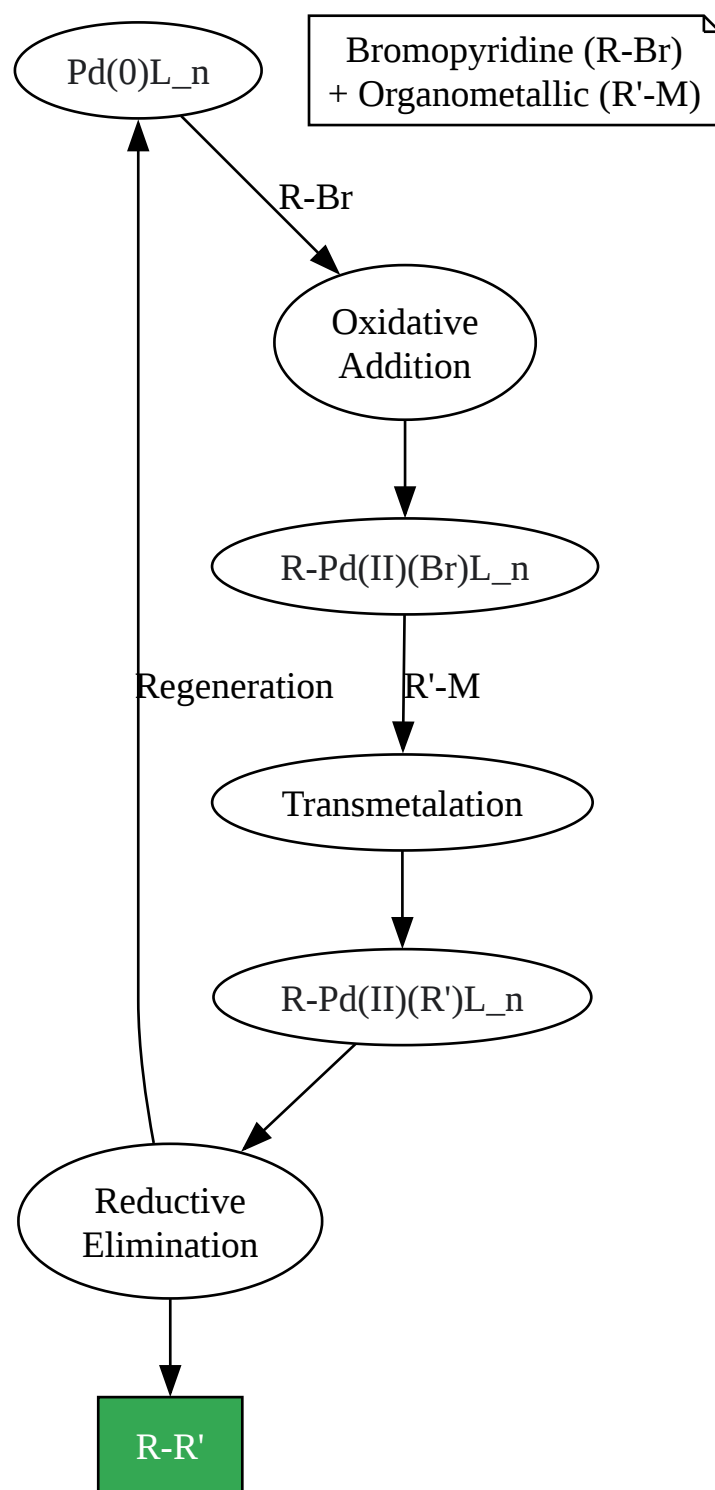 Pd(0)L_n
Bromopyridine (R-Br)
+ Organometallic (R'-M)
R-Br
Oxidative
Addition
R-Pd(II)(Br)L_n
Regeneration
R'-M
Transmetalation
R-Pd(II)(R')L_n
Reductive
Elimination
R-R'